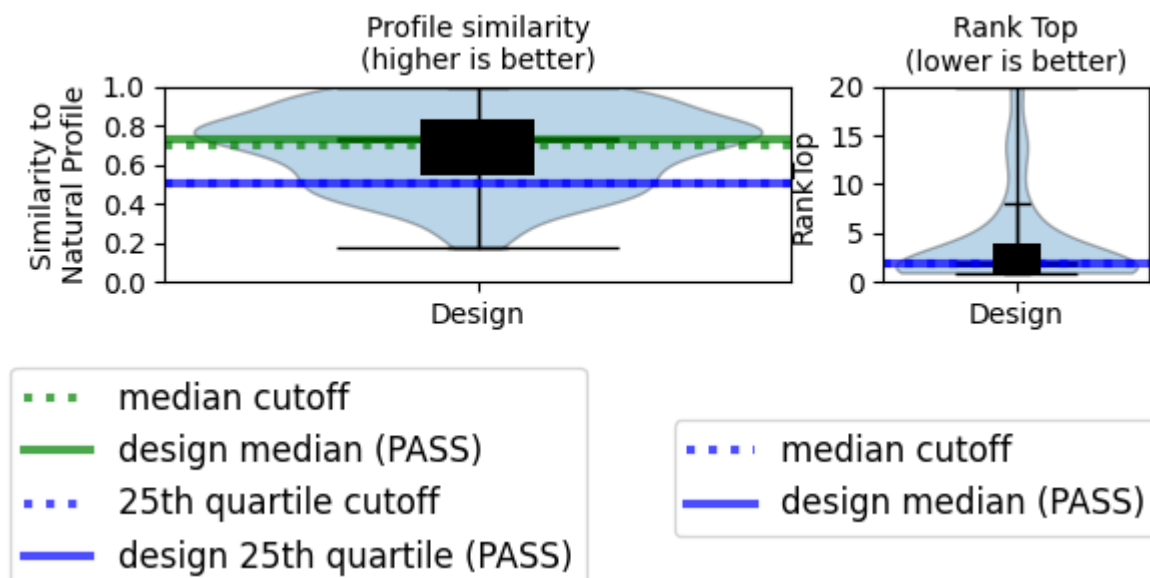 Profile similarity
(higher is better)
Similarity to
Natural Profile
1.0
0.8
0.6
0.4
0.2
0.0
Design
median cutoff
design median (PASS)
25th quartile cutoff
design 25th quartile (PASS)
Rank Top
(lower is better)
RankTop
20
15
10
5
0
Design
median cutoff
design median (PASS)